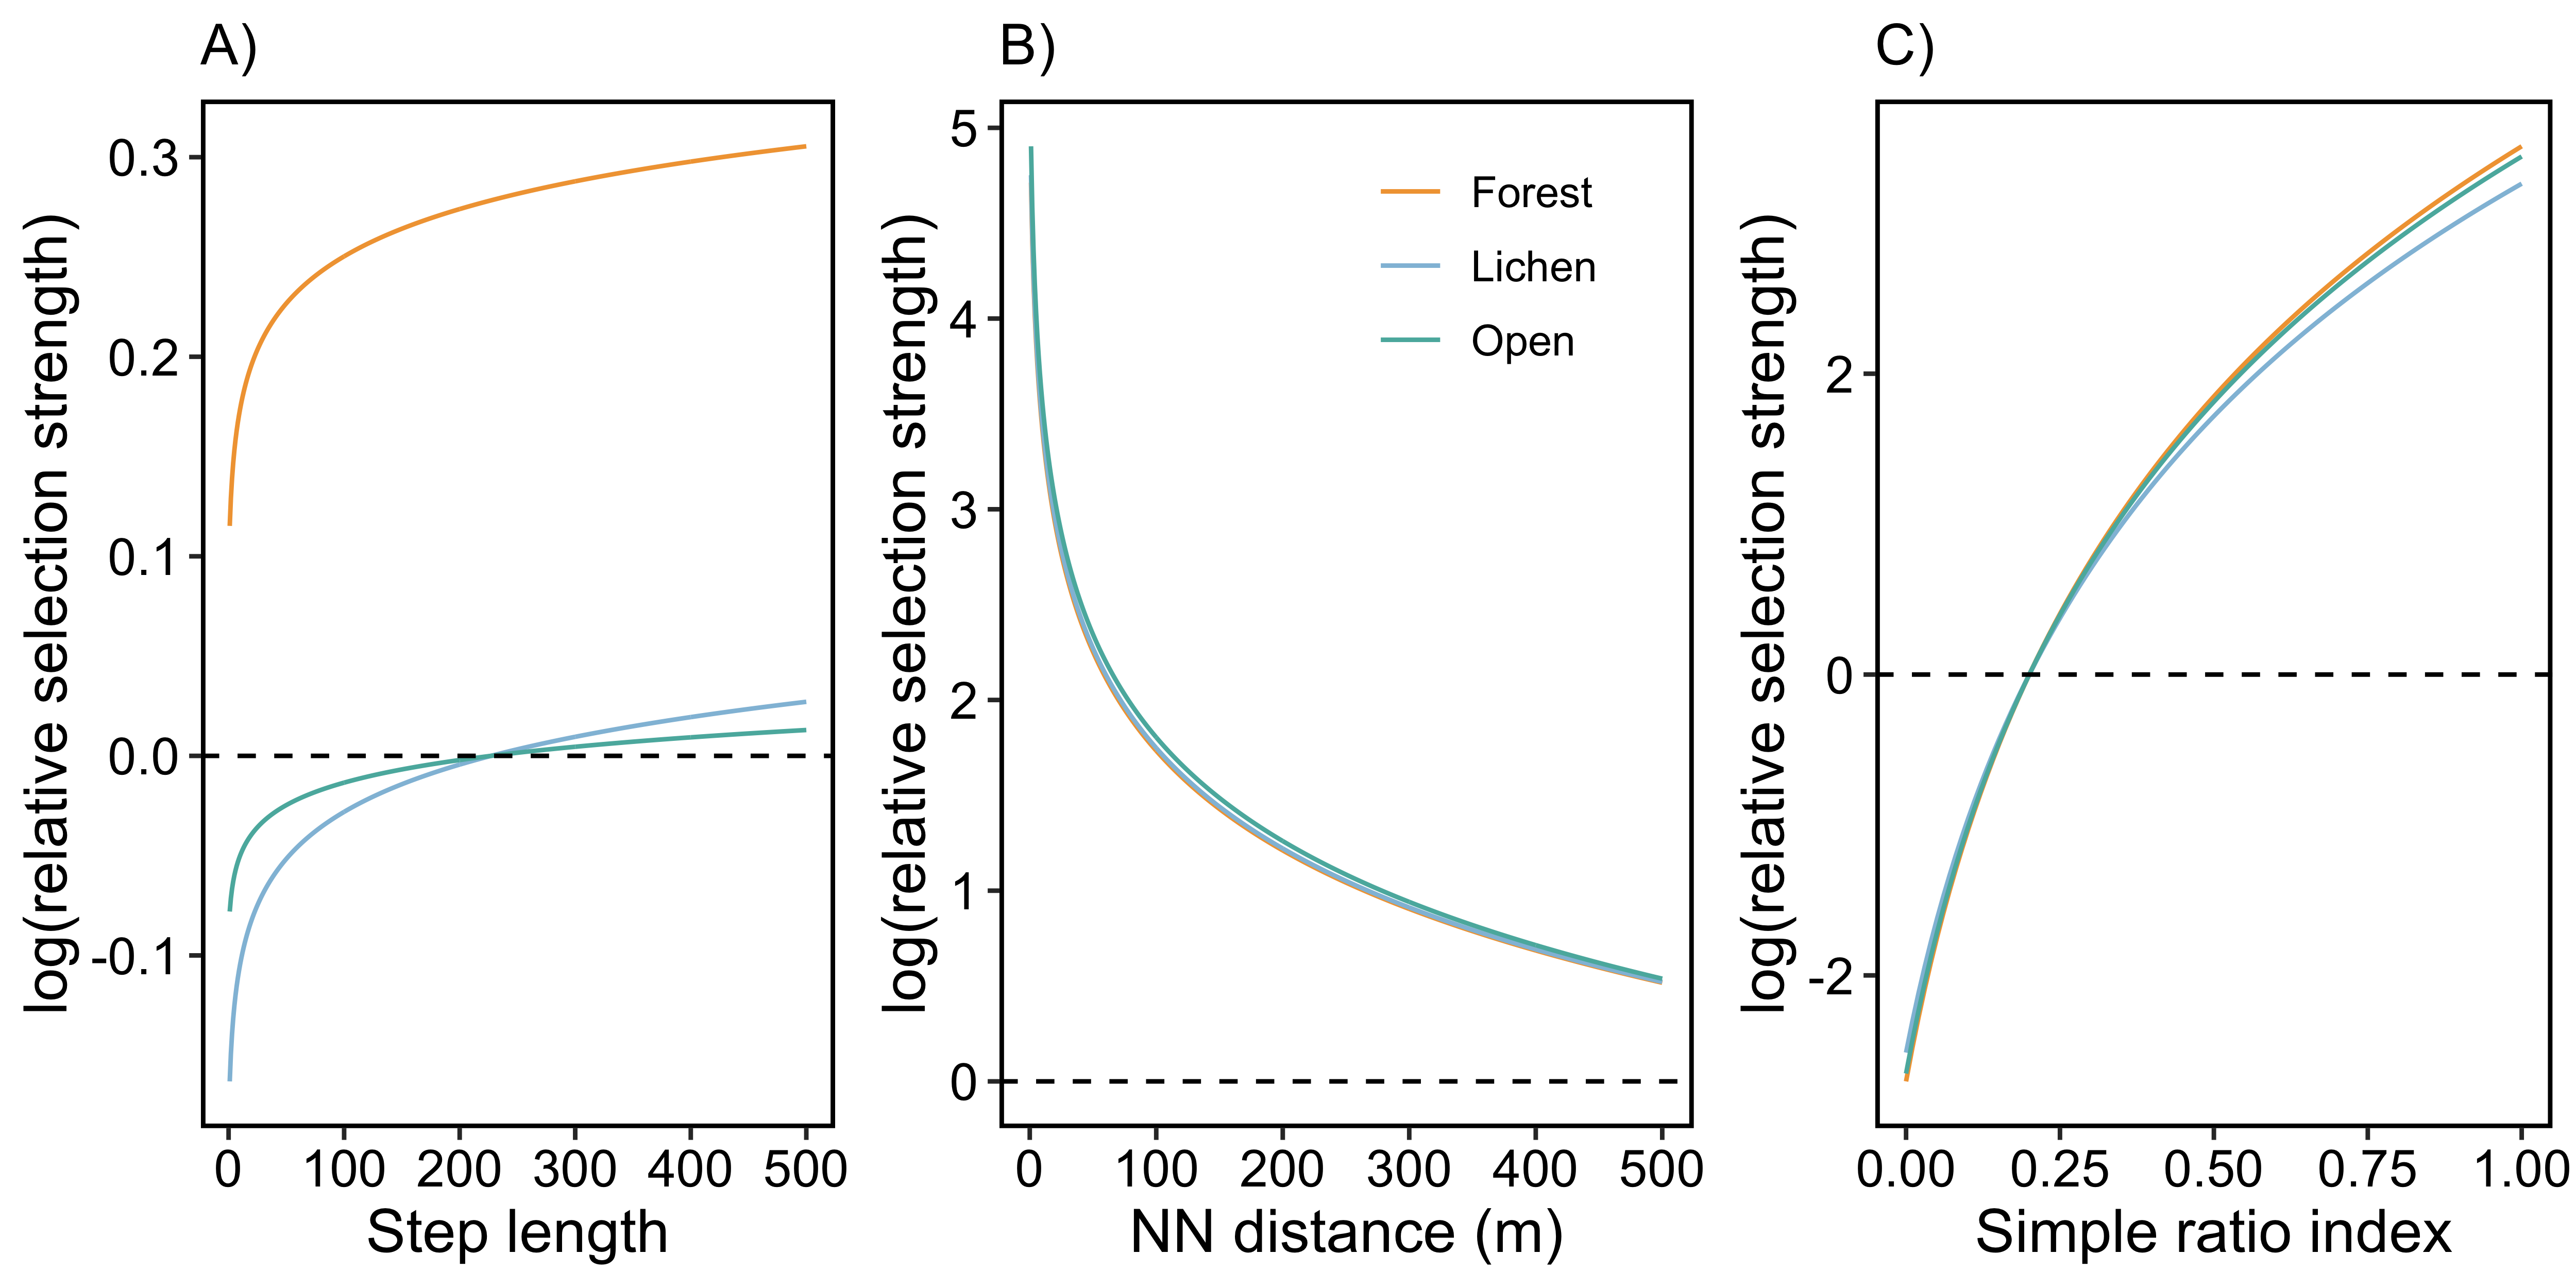 A)
log(relative selection strength)
0.3
0.2
0.1
0.0
-0.1
0 100 200 300 400 500
Step length
B)
log(relative selection strength)
5
4
3
2
1
0
Forest
Lichen
Open
0 100 200 300 400 500
NN distance (m)
C)
log(relative selection strength)
2
0
-2
0.00 0.25 0.50 0.75 1.00
Simple ratio index